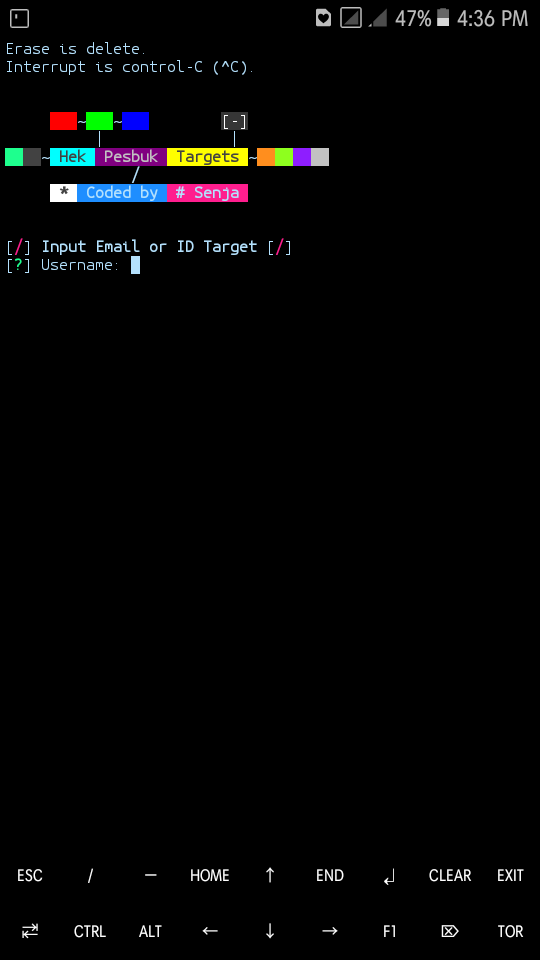 47% 4:36 PM
Erase is delete.
Interrupt is control-C (^C).
~ ~ [-]
~ Hek Pesbuk Targets ~
/
* Coded by # Senja
[/] Input Email or ID Target [/]
[?] Username:
ESC / — HOME ↑ END ↲ CLEAR EXIT
⇄ CTRL ALT ← ↓ → F1 ⌦ TOR